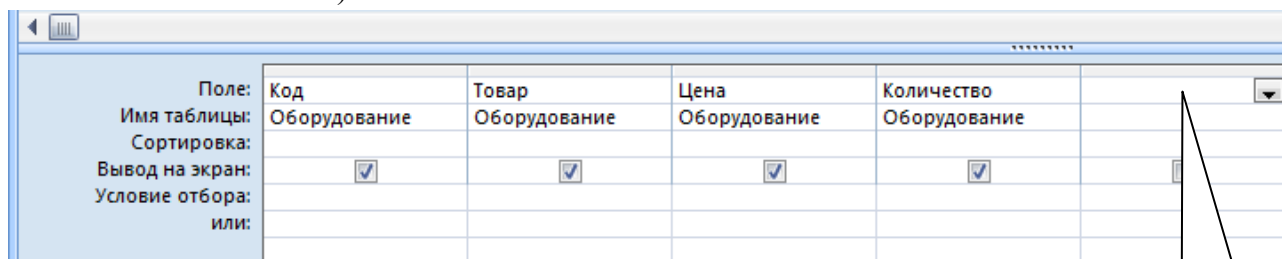 Поле: Код Товар Цена Количество
Имя таблицы: Оборудование Оборудование Оборудование Оборудование
Сортировка:
Вывод на экран:
Условие отбора:
или: